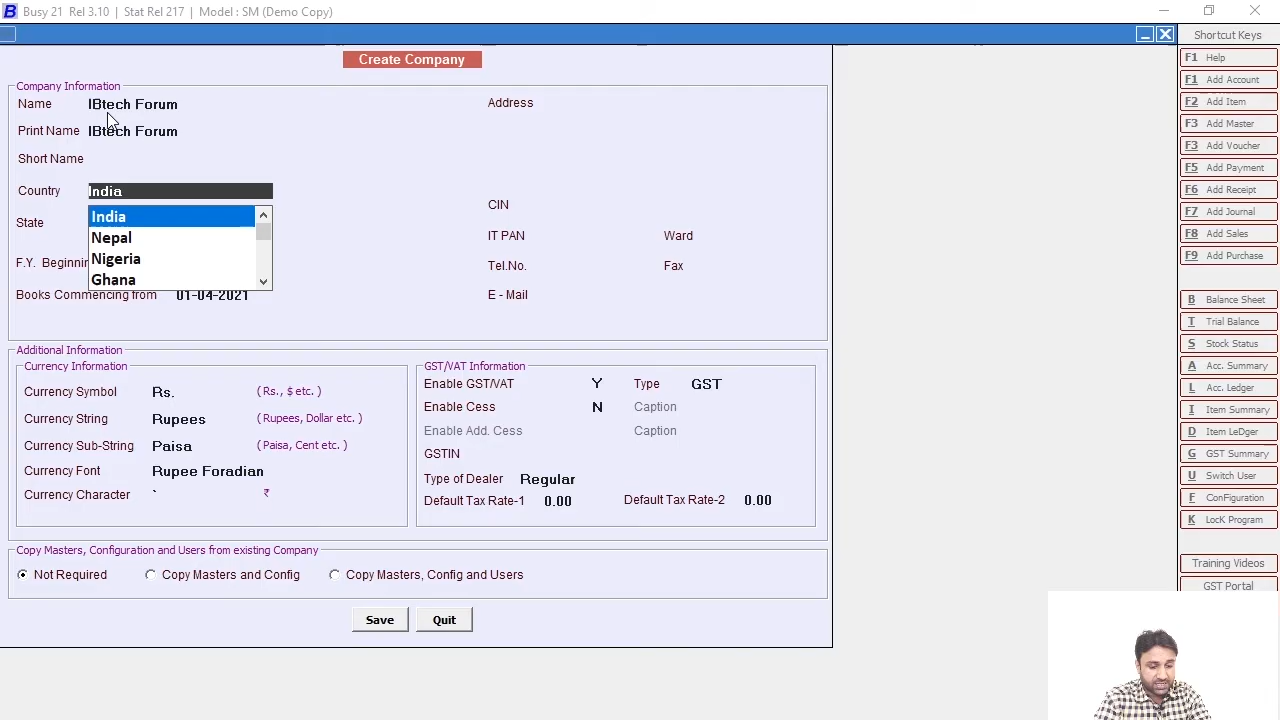 Busy 21 Rel 3.10 | Stat Rel 217 | Model : SM (Demo Copy)
Create Company
Company Information
Name IBtech Forum
Address
Print Name IBtech Forum
Short Name
Country India
India
Nepal
Nigeria
Ghana
State
CIN
IT PAN Ward
Tel.No. Fax
Books Commencing from 01-04-2021
E - Mail
Additional Information
Currency Information
Currency Symbol Rs. (Rs., $ etc.)
Currency String Rupees (Rupees, Dollar etc.)
Currency Sub-String Paisa (Paisa, Cent etc.)
Currency Font Rupee Foradian
Currency Character ` ₹
GST/VAT Information
Enable GST/VAT Y Type GST
Enable Cess N Caption
Enable Add. Cess Caption
GSTIN
Type of Dealer Regular
Default Tax Rate-1 0.00 Default Tax Rate-2 0.00
Copy Masters, Configuration and Users from existing Company
Not Required Copy Masters and Config Copy Masters, Config and Users
Save Quit
Shortcut Keys
F1 Help
F1 Add Account
F2 Add Item
F3 Add Master
F3 Add Voucher
F5 Add Payment
F6 Add Receipt
F7 Add Journal
F8 Add Sales
F9 Add Purchase
B Balance Sheet
T Trial Balance
S Stock Status
A Acc. Summary
L Acc. Ledger
I Item Summary
D Item LeDger
G GST Summary
U Switch User
F ConFiguration
K LocK Program
Training Videos
GST Portal